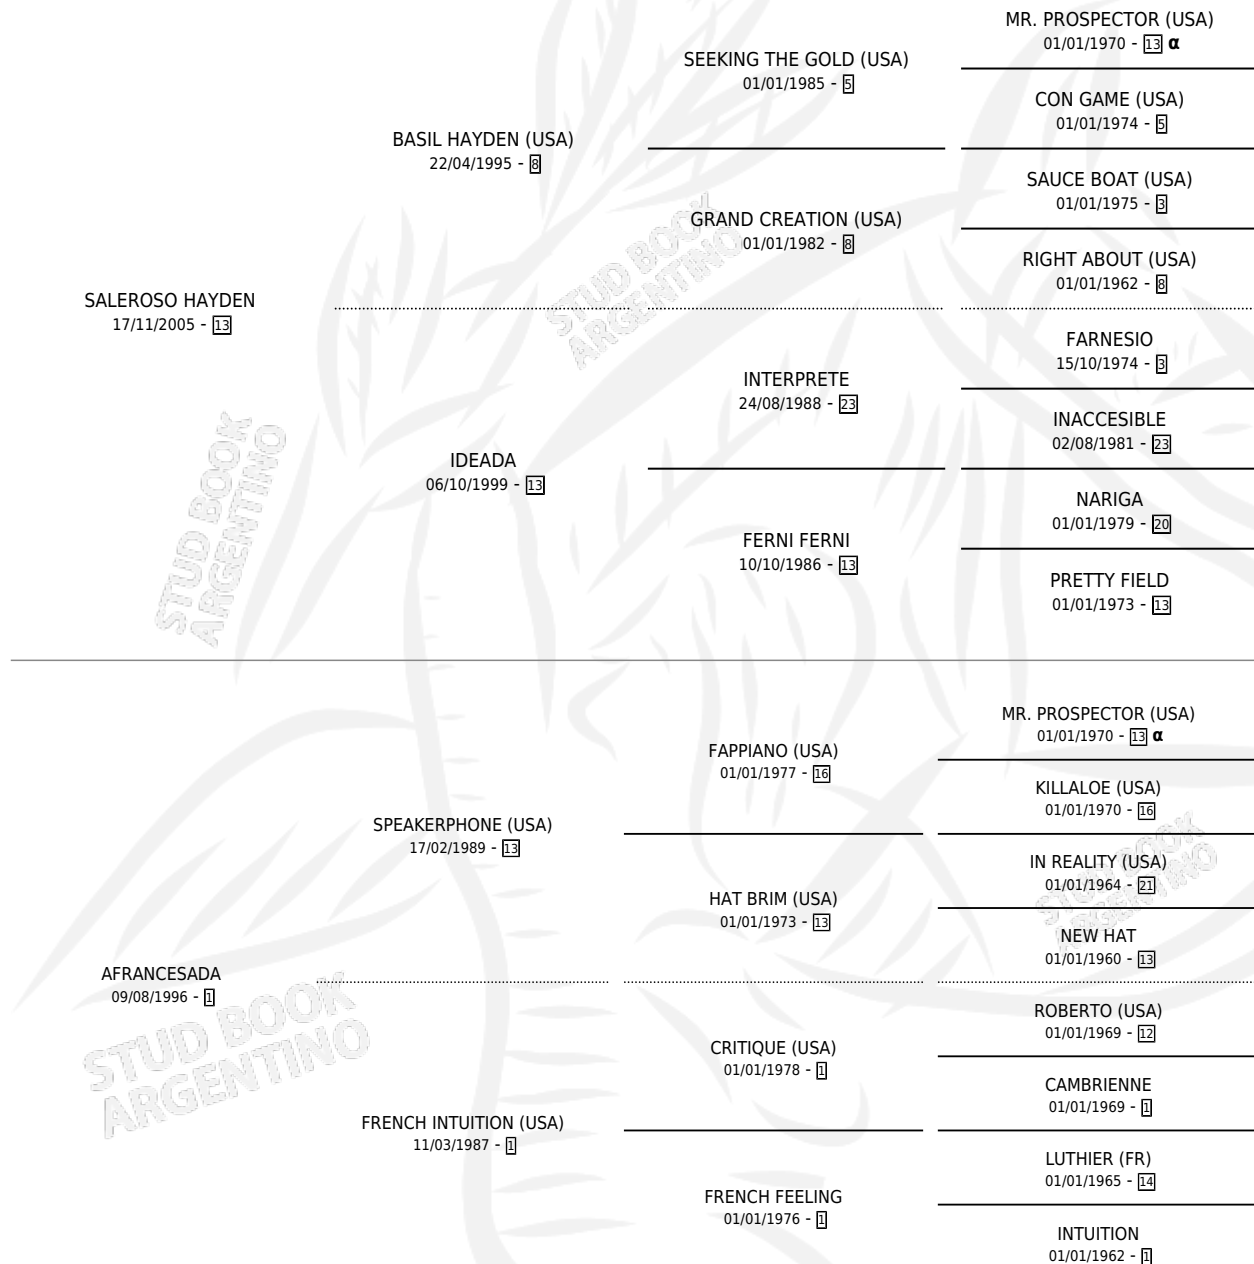 MR. PROSPECTOR (USA)
01/01/1970 - 13 α
SEEKING THE GOLD (USA)
01/01/1985 - 5
CON GAME (USA)
01/01/1974 - 5
BASIL HAYDEN (USA)
22/04/1995 - 8
SAUCE BOAT (USA)
01/01/1975 - 3
GRAND CREATION (USA)
01/01/1982 - 8
RIGHT ABOUT (USA)
01/01/1962 - 8
SALEROSO HAYDEN
17/11/2005 - 13
FARNESIO
15/10/1974 - 3
INTERPRETE
24/08/1988 - 23
INACCESIBLE
02/08/1981 - 23
IDEADA
06/10/1999 - 13
NARIGA
01/01/1979 - 20
FERNI FERNI
10/10/1986 - 13
PRETTY FIELD
01/01/1973 - 13
MR. PROSPECTOR (USA)
01/01/1970 - 13 α
FAPPIANO (USA)
01/01/1977 - 16
KILLALOE (USA)
01/01/1970 - 16
SPEAKERPHONE (USA)
17/02/1989 - 13
IN REALITY (USA)
01/01/1964 - 21
HAT BRIM (USA)
01/01/1973 - 13
NEW HAT
01/01/1960 - 13
AFRANCESADA
09/08/1996 - 1
ROBERTO (USA)
01/01/1969 - 12
CRITIQUE (USA)
01/01/1978 - 1
CAMBRIENNE
01/01/1969 - 1
FRENCH INTUITION (USA)
11/03/1987 - 1
LUTHIER (FR)
01/01/1965 - 14
FRENCH FEELING
01/01/1976 - 1
INTUITION
01/01/1962 - 1
STUD BOOK
ARGENTINO
STUD BOOK
ARGENTINO
STUD BOOK
ARGENTINO
STUD BOOK
ARGENTINO